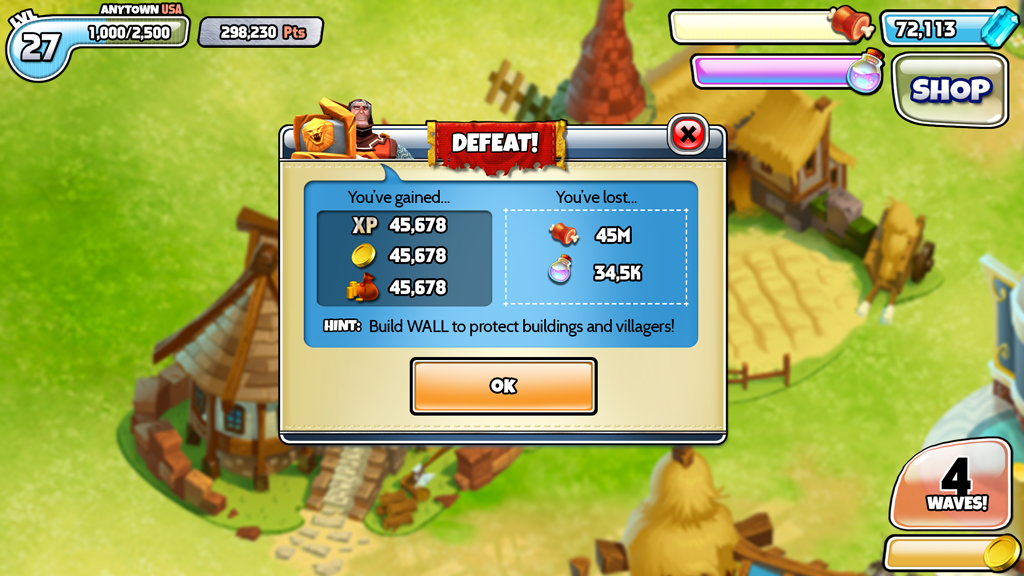 ANYTOWN USA
LVL
27
1,000/2,500
298,230 Pts
72,113
SHOP
DEFEAT!
You've gained...
XP 45,678
45,678
45,678
You've lost...
45M
34,5K
HINT: Build WALL to protect buildings and villagers!
OK
4
WAVES!